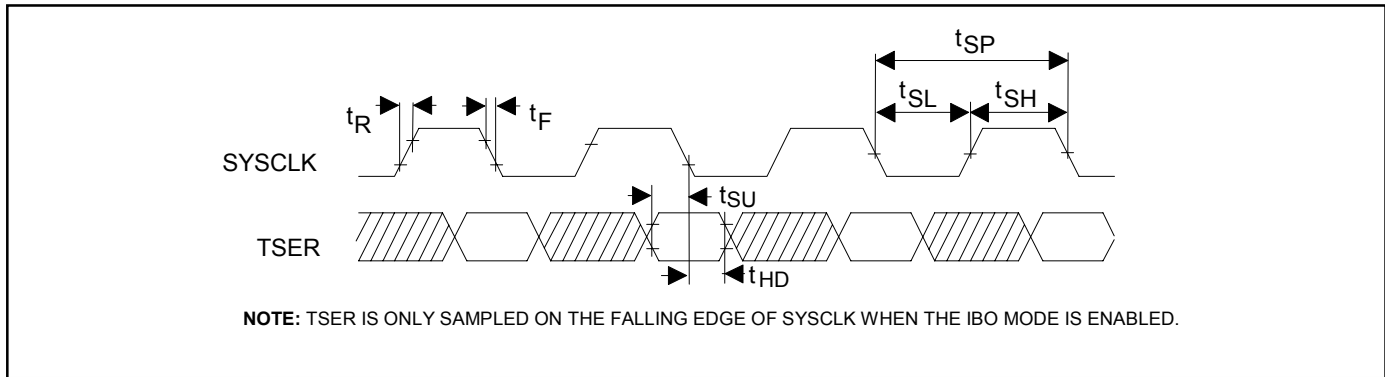 tSP
tSL
tSH
tR
tF
SYSCLK
tSU
TSER
tHD
NOTE: TSER IS ONLY SAMPLED ON THE FALLING EDGE OF SYSCLK WHEN THE IBO MODE IS ENABLED.